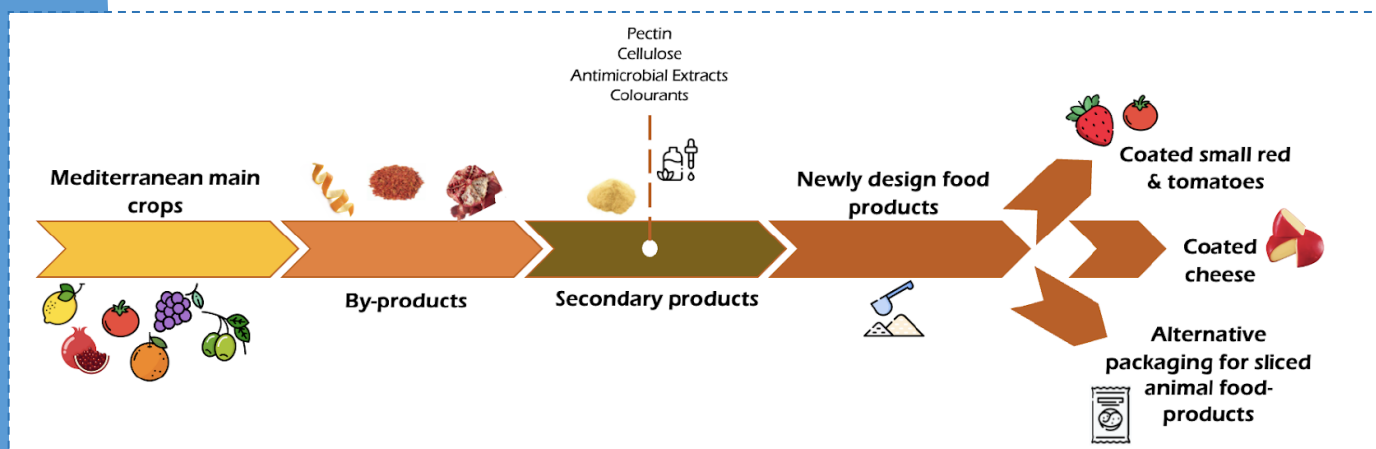 Pectin
Cellulose
Antimicrobial Extracts
Colourants
Mediterranean main
crops
By-products
Secondary products
Newly design food
products
Coated small red
& tomatoes
Coated
cheese
Alternative
packaging for sliced
animal food-
products